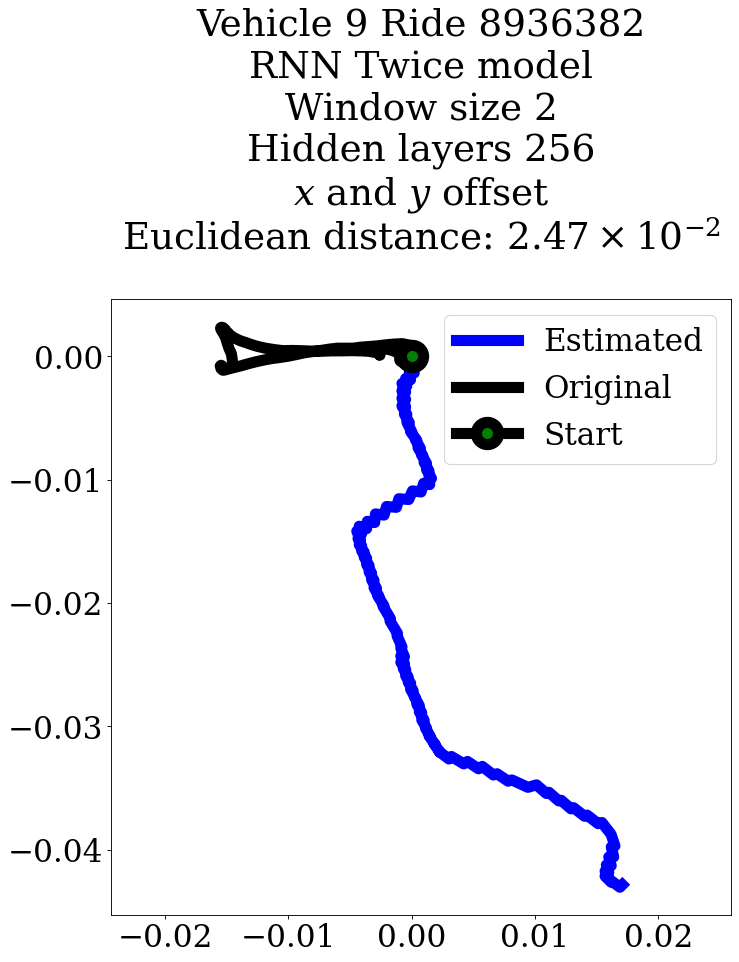 Vehicle 9 Ride 8936382
RNN Twice model
Window size 2
Hidden layers 256
x and y offset
Euclidean distance: 2.47 × 10⁻²
Estimated
Original
Start
0.00
−0.01
−0.02
−0.03
−0.04
−0.02 −0.01 0.00 0.01 0.02